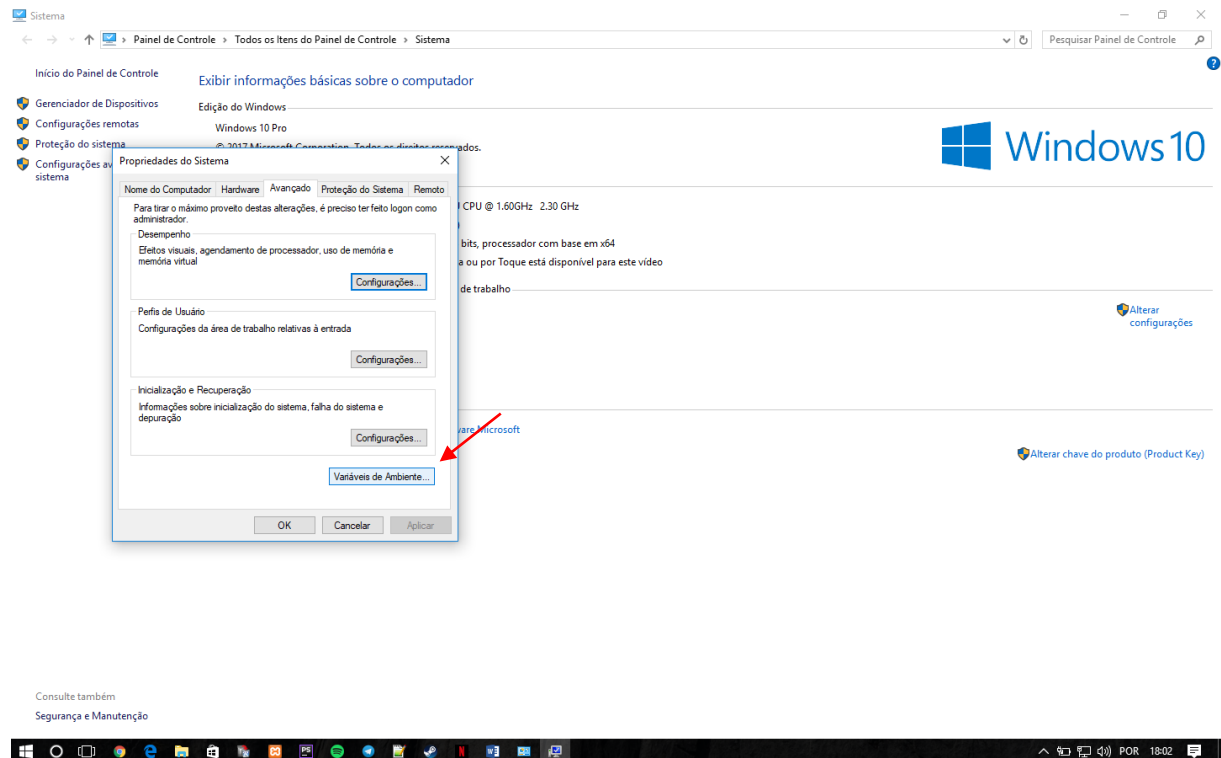 Sistema
Painel de Controle › Todos os Itens do Painel de Controle › Sistema
Pesquisar Painel de Controle
Início do Painel de Controle
Gerenciador de Dispositivos
Configurações remotas
Proteção do sistema
Configurações av
sistema
Exibir informações básicas sobre o computador
Edição do Windows
Windows 10 Pro
© 2017 Microsoft Corporation. Todos os direitos reservados.
Windows 10
CPU @ 1.60GHz 2.30 GHz
bits, processador com base em x64
a ou por Toque está disponível para este vídeo
de trabalho
Alterar
configurações
ware Microsoft
Alterar chave do produto (Product Key)
Propriedades do Sistema
Nome do Computador Hardware Avançado Proteção do Sistema Remoto
Para tirar o máximo proveito destas alterações, é preciso ter feito logon como
administrador.
Desempenho
Efeitos visuais, agendamento de processador, uso de memória e
memória virtual
Configurações...
Perfis de Usuário
Configurações da área de trabalho relativas à entrada
Configurações...
Inicialização e Recuperação
Informações sobre inicialização do sistema, falha do sistema e
depuração
Configurações...
Variáveis de Ambiente...
OK Cancelar Aplicar
Consulte também
Segurança e Manutenção
POR 18:02